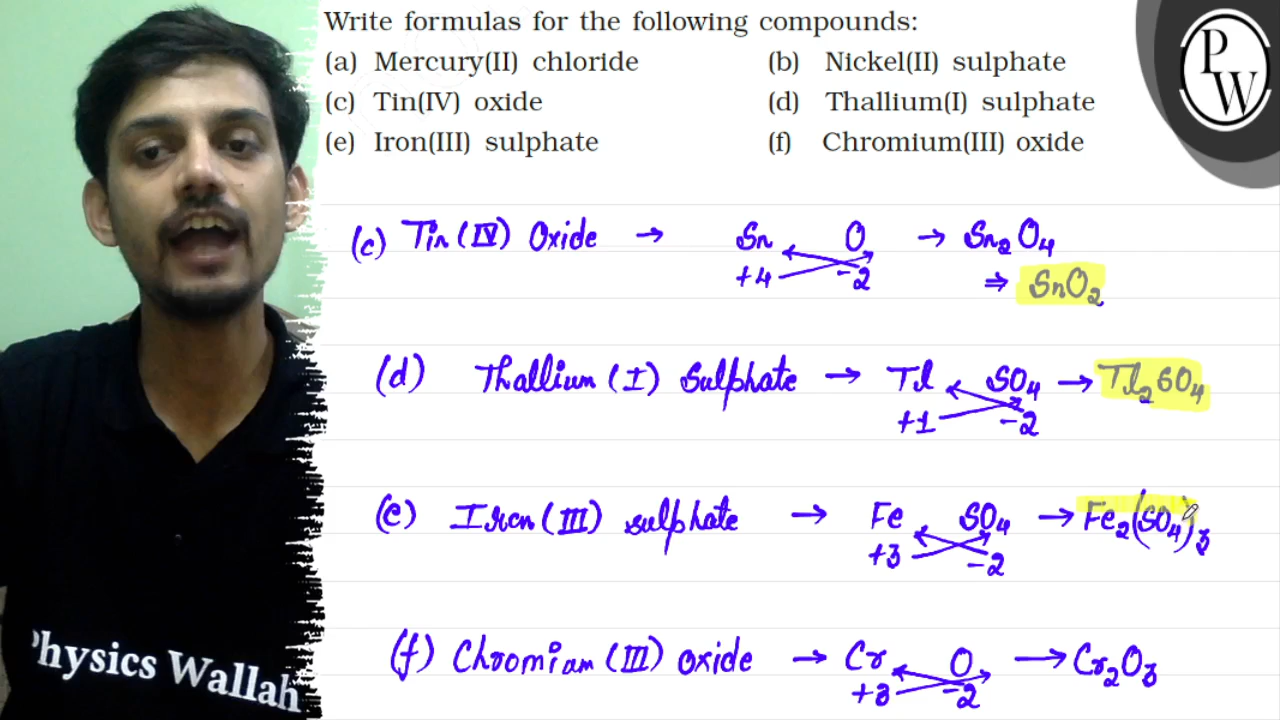 Write formulas for the following compounds:
(a) Mercury(II) chloride (b) Nickel(II) sulphate
(c) Tin(IV) oxide (d) Thallium(I) sulphate
(e) Iron(III) sulphate (f) Chromium(III) oxide
PW
(c) Tin (IV) Oxide → Sn O → Sn₂O₄
+4 -2 ⇒ SnO₂
(d) Thallium (I) Sulphate → Tl SO₄ → Tl₂SO₄
+1 -2
(e) Iron (III) sulphate → Fe SO₄ → Fe₂(SO₄)₃
+3 -2
(f) Chromium (III) oxide → Cr O → Cr₂O₃
+3 -2
Physics Wallah